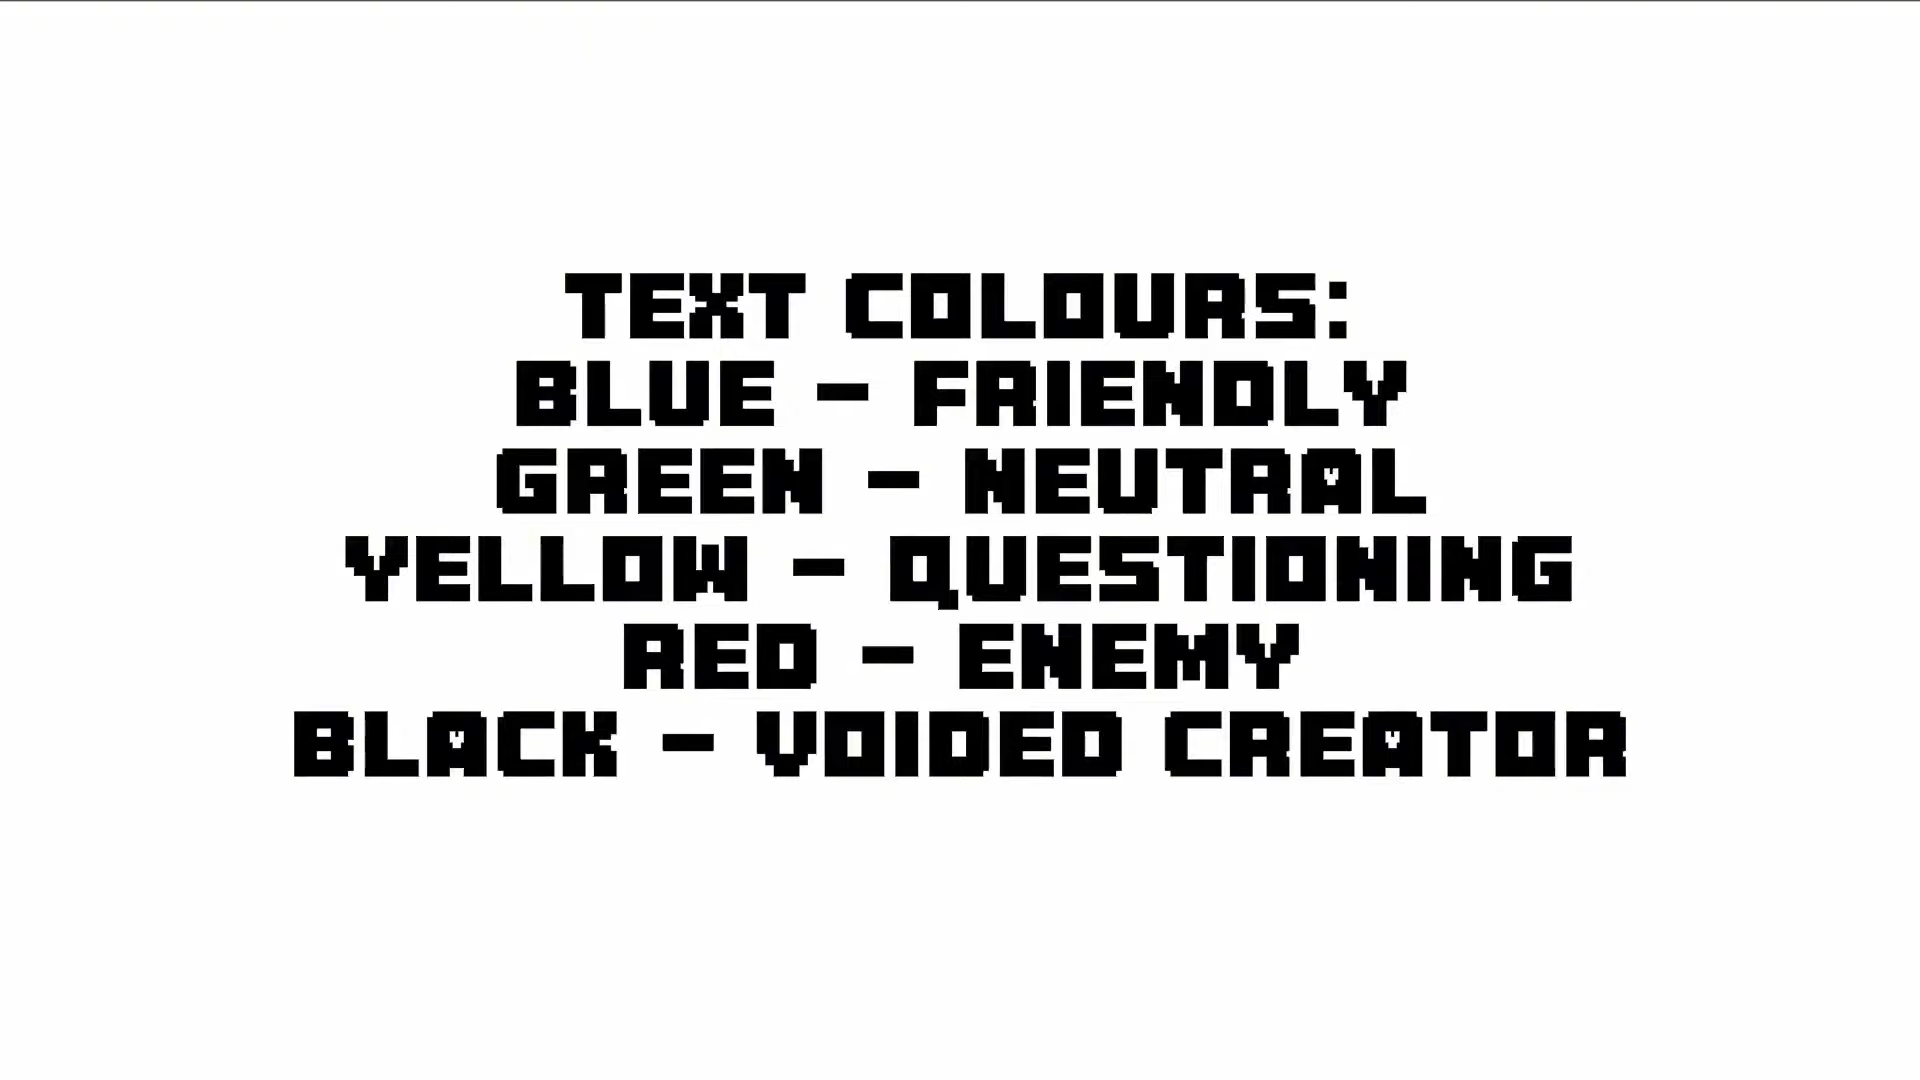 TEXT COLOURS:
BLUE - FRIENDLY
GREEN - NEUTRAL
YELLOW - QUESTIONING
RED - ENEMY
BLACK - VOIDED CREATOR